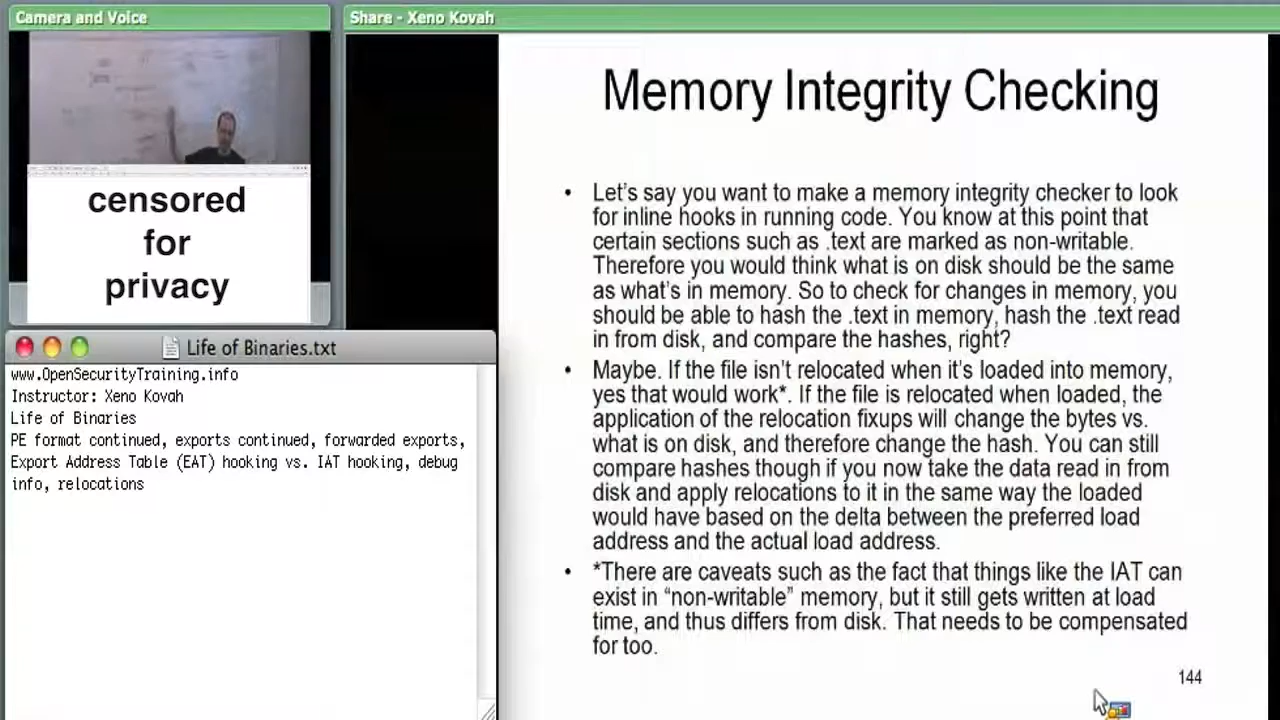 Camera and Voice
Share - Xeno Kovah
censored
for
privacy
Life of Binaries.txt
www.OpenSecurityTraining.info
Instructor: Xeno Kovah
Life of Binaries
PE format continued, exports continued, forwarded exports,
Export Address Table (EAT) hooking vs. IAT hooking, debug
info, relocations
Memory Integrity Checking
• Let's say you want to make a memory integrity checker to look
for inline hooks in running code. You know at this point that
certain sections such as .text are marked as non-writable.
Therefore you would think what is on disk should be the same
as what's in memory. So to check for changes in memory, you
should be able to hash the .text in memory, hash the .text read
in from disk, and compare the hashes, right?
• Maybe. If the file isn't relocated when it's loaded into memory,
yes that would work*. If the file is relocated when loaded, the
application of the relocation fixups will change the bytes vs.
what is on disk, and therefore change the hash. You can still
compare hashes though if you now take the data read in from
disk and apply relocations to it in the same way the loaded
would have based on the delta between the preferred load
address and the actual load address.
• *There are caveats such as the fact that things like the IAT can
exist in “non-writable” memory, but it still gets written at load
time, and thus differs from disk. That needs to be compensated
for too.
144